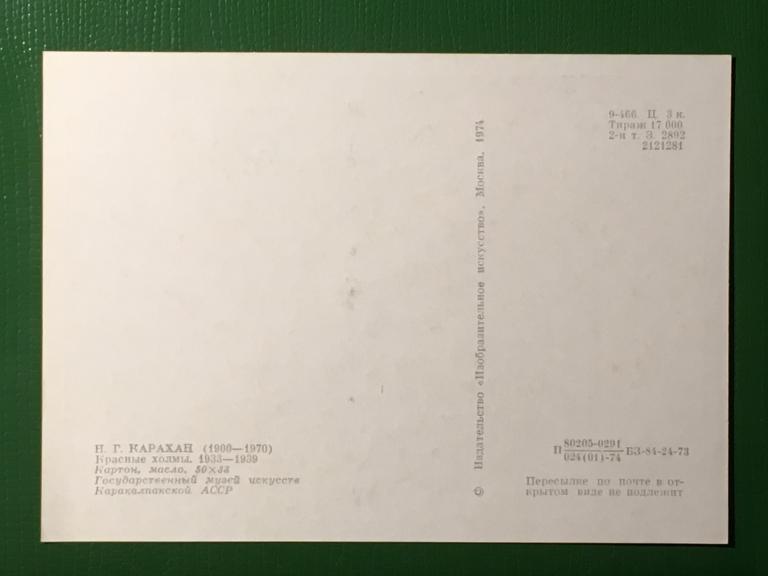 Н. Г. КАРАХАН (1900—1970)
Красные холмы. 1933—1939
Картон, масло. 50×53
Государственный музей искусств
Каракалпакской АССР
© Издательство «Изобразительное искусство». Москва. 1974
9-466. Ц. 3 к.
Тираж 17 000
2-й т. З. 2892
2121281
П 80205-0291 БЗ-84-24-73
024(01)-74
Пересылке по почте в от-
крытом виде не подлежит